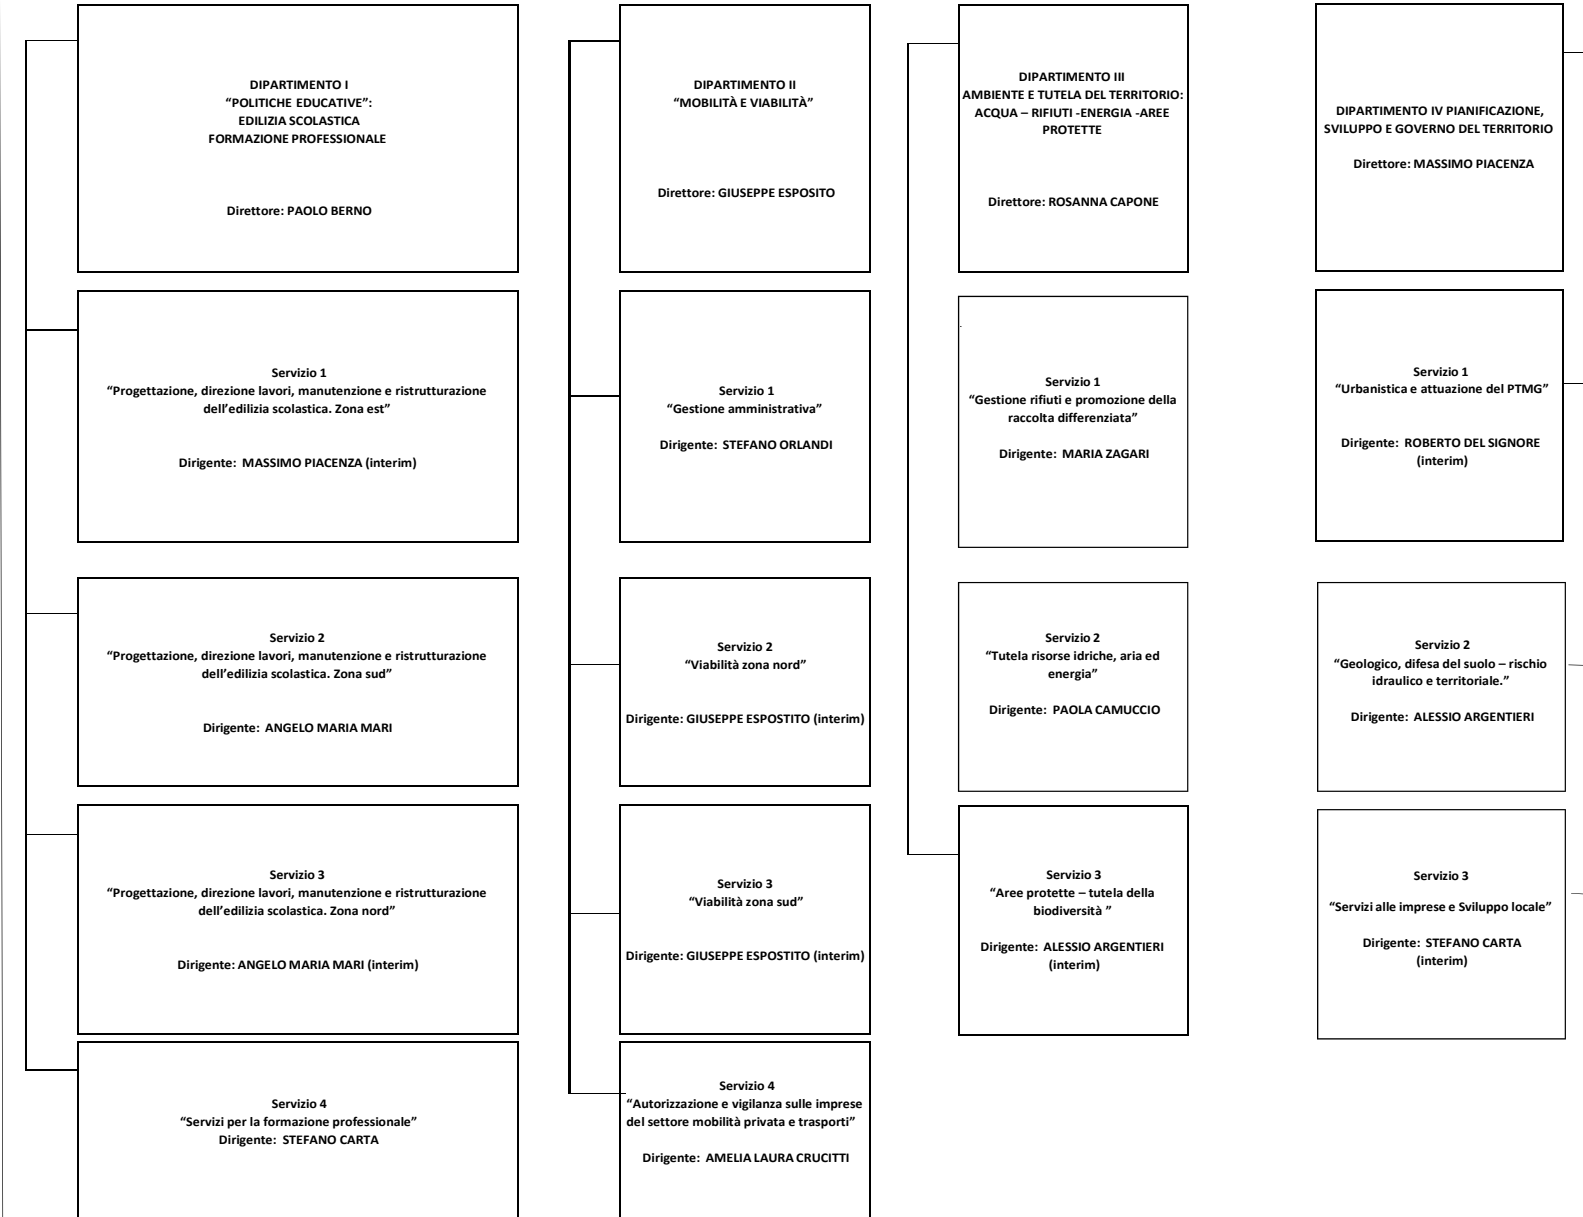 DIPARTIMENTO I
“POLITICHE EDUCATIVE”:
EDILIZIA SCOLASTICA
FORMAZIONE PROFESSIONALE
Direttore: PAOLO BERNO
Servizio 1
“Progettazione, direzione lavori, manutenzione e ristrutturazione
dell’edilizia scolastica. Zona est”
Dirigente: MASSIMO PIACENZA (interim)
Servizio 2
“Progettazione, direzione lavori, manutenzione e ristrutturazione
dell’edilizia scolastica. Zona sud”
Dirigente: ANGELO MARIA MARI
Servizio 3
“Progettazione, direzione lavori, manutenzione e ristrutturazione
dell’edilizia scolastica. Zona nord”
Dirigente: ANGELO MARIA MARI (interim)
Servizio 4
“Servizi per la formazione professionale”
Dirigente: STEFANO CARTA
DIPARTIMENTO II
“MOBILITÀ E VIABILITÀ”
Direttore: GIUSEPPE ESPOSITO
Servizio 1
“Gestione amministrativa”
Dirigente: STEFANO ORLANDI
Servizio 2
“Viabilità zona nord”
Dirigente: GIUSEPPE ESPOSTITO (interim)
Servizio 3
“Viabilità zona sud”
Dirigente: GIUSEPPE ESPOSTITO (interim)
Servizio 4
“Autorizzazione e vigilanza sulle imprese
del settore mobilità privata e trasporti”
Dirigente: AMELIA LAURA CRUCITTI
DIPARTIMENTO III
AMBIENTE E TUTELA DEL TERRITORIO:
ACQUA – RIFIUTI -ENERGIA -AREE
PROTETTE
Direttore: ROSANNA CAPONE
Servizio 1
“Gestione rifiuti e promozione della
raccolta differenziata”
Dirigente: MARIA ZAGARI
Servizio 2
“Tutela risorse idriche, aria ed
energia”
Dirigente: PAOLA CAMUCCIO
Servizio 3
“Aree protette – tutela della
biodiversità ”
Dirigente: ALESSIO ARGENTIERI
(interim)
DIPARTIMENTO IV PIANIFICAZIONE,
SVILUPPO E GOVERNO DEL TERRITORIO
Direttore: MASSIMO PIACENZA
Servizio 1
“Urbanistica e attuazione del PTMG”
Dirigente: ROBERTO DEL SIGNORE
(interim)
Servizio 2
“Geologico, difesa del suolo – rischio
idraulico e territoriale.”
Dirigente: ALESSIO ARGENTIERI
Servizio 3
“Servizi alle imprese e Sviluppo locale”
Dirigente: STEFANO CARTA
(interim)